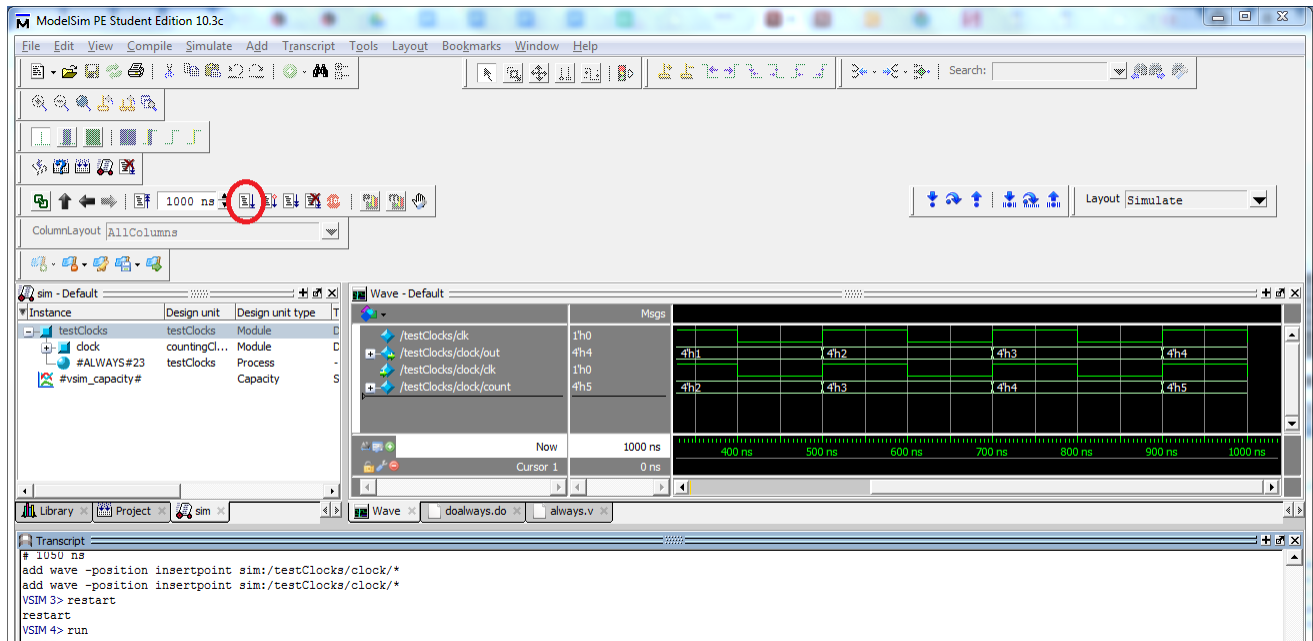 ModelSim PE Student Edition 10.3c
File Edit View Compile Simulate Add Transcript Tools Layout Bookmarks Window Help
Search:
1000 ns
Layout Simulate
ColumnLayout AllColumns
sim - Default
Instance Design unit Design unit type T
testClocks testClocks Module D
clock countingCl... Module D
#ALWAYS#23 testClocks Process -
#vsim_capacity# Capacity S
Wave - Default
Msgs
/testClocks/clk 1'h0
/testClocks/clock/out 4'h4 4'h1 4'h2 4'h3 4'h4
/testClocks/clock/clk 1'h0
/testClocks/clock/count 4'h5 4'h2 4'h3 4'h4 4'h5
Now 1000 ns 400 ns 500 ns 600 ns 700 ns 800 ns 900 ns 1000 ns
Cursor 1 0 ns
Library Project sim
Wave doalways.do always.v
Transcript
# 1050 ns
add wave -position insertpoint sim:/testClocks/clock/*
add wave -position insertpoint sim:/testClocks/clock/*
VSIM 3> restart
restart
VSIM 4> run